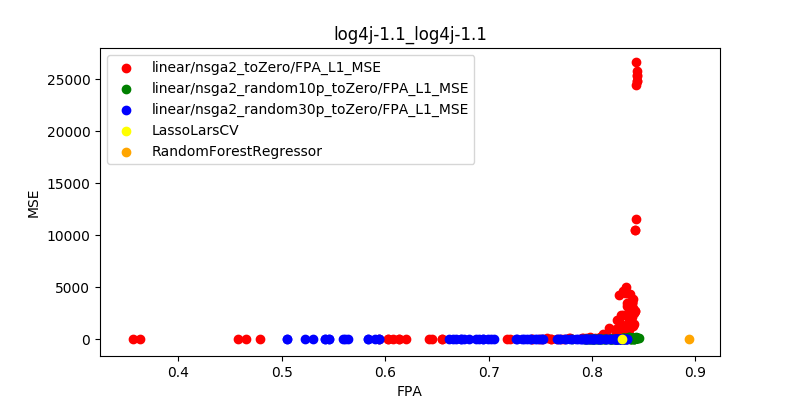 log4j-1.1_log4j-1.1
linear/nsga2_toZero/FPA_L1_MSE
linear/nsga2_random10p_toZero/FPA_L1_MSE
linear/nsga2_random30p_toZero/FPA_L1_MSE
LassoLarsCV
RandomForestRegressor
MSE
25000
20000
15000
10000
5000
0
0.4 0.5 0.6 0.7 0.8 0.9
FPA